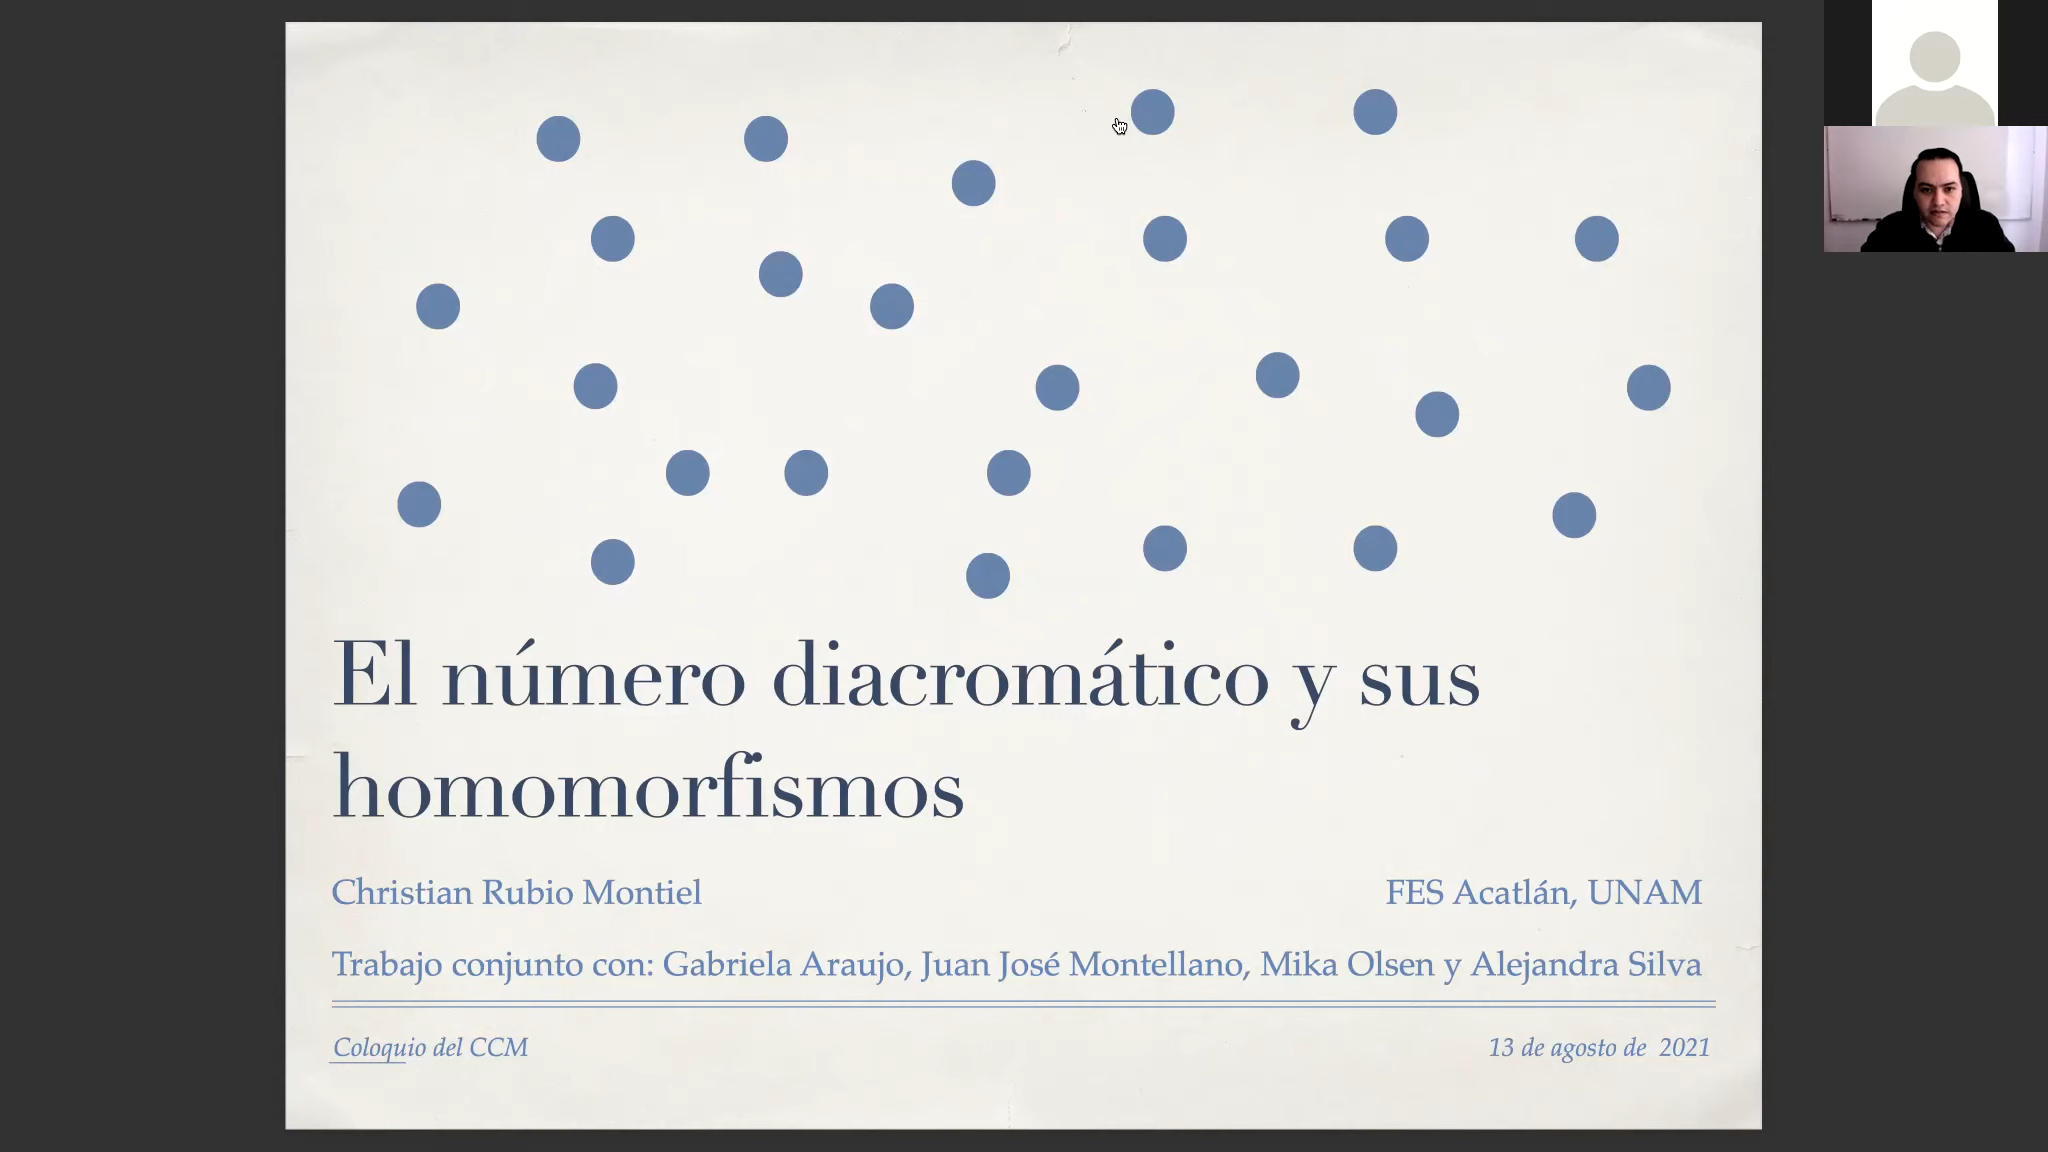 El número diacromático y sus
homomorfismos
Christian Rubio Montiel
FES Acatlán, UNAM
Trabajo conjunto con: Gabriela Araujo, Juan José Montellano, Mika Olsen y Alejandra Silva
Coloquio del CCM
13 de agosto de 2021